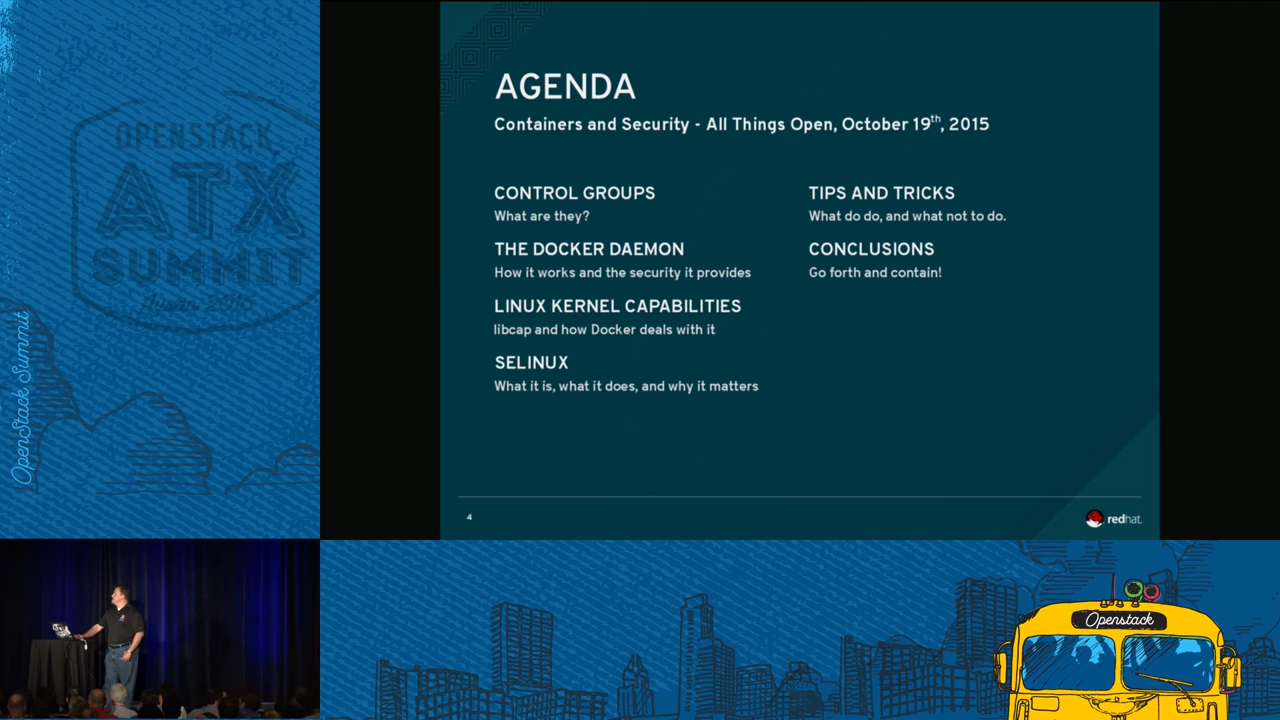 OPENSTACK
ATX
SUMMIT
Austin 2016
OpenStack Summit
AGENDA
Containers and Security - All Things Open, October 19th, 2015
CONTROL GROUPS
What are they?
THE DOCKER DAEMON
How it works and the security it provides
LINUX KERNEL CAPABILITIES
libcap and how Docker deals with it
SELINUX
What it is, what it does, and why it matters
TIPS AND TRICKS
What do do, and what not to do.
CONCLUSIONS
Go forth and contain!
4
redhat.
Openstack